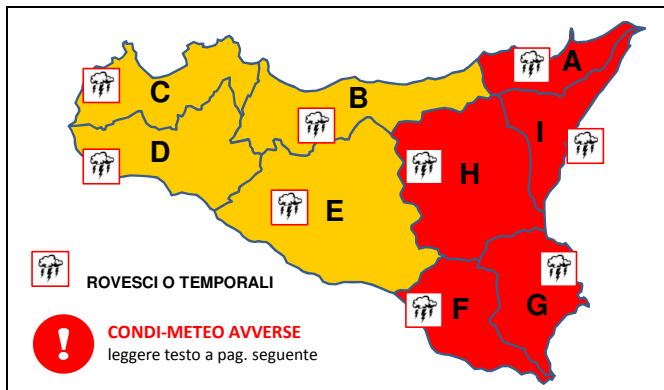 A
C
B
I
D
H
E
ROVESCI O TEMPORALI
F
G
! CONDI-METEO AVVERSE
leggere testo a pag. seguente